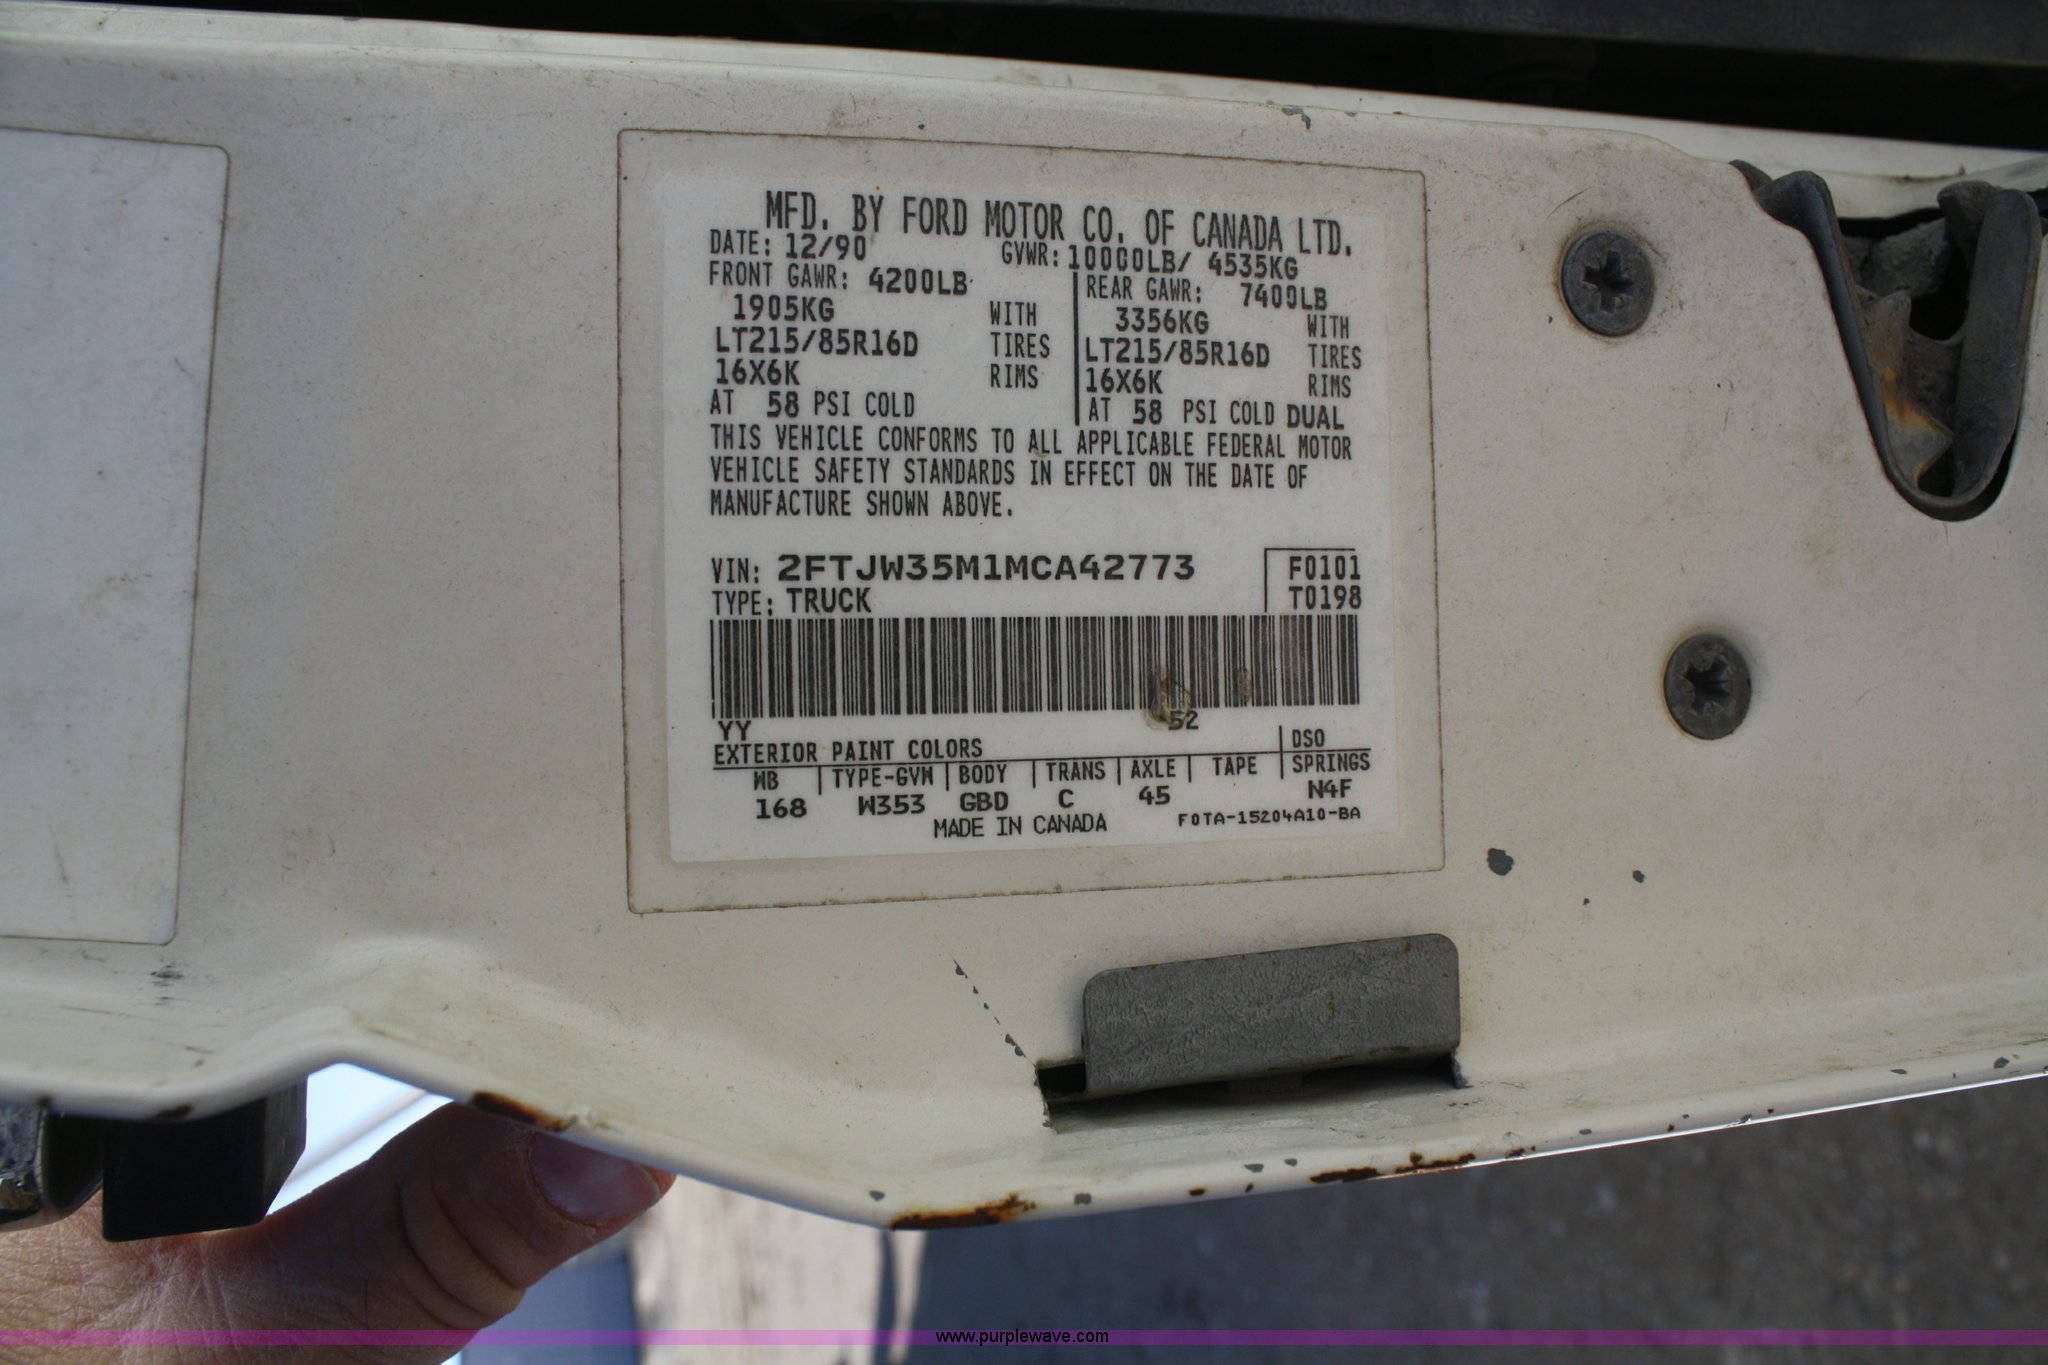 MFD. BY FORD MOTOR CO. OF CANADA LTD.
DATE: 12/90 GVWR: 10000LB/ 4535KG
FRONT GAWR: 4200LB REAR GAWR: 7400LB
1905KG WITH 3356KG WITH
LT215/85R16D TIRES LT215/85R16D TIRES
16X6K RIMS 16X6K RIMS
AT 58 PSI COLD AT 58 PSI COLD DUAL
THIS VEHICLE CONFORMS TO ALL APPLICABLE FEDERAL MOTOR
VEHICLE SAFETY STANDARDS IN EFFECT ON THE DATE OF
MANUFACTURE SHOWN ABOVE.
VIN: 2FTJW35M1MCA42773 F0101
TYPE: TRUCK T0198
YY 52
EXTERIOR PAINT COLORS DSO
WB TYPE-GVW BODY TRANS AXLE TAPE SPRINGS
168 W353 GBD C 45 N4F
MADE IN CANADA F0TA-15204A10-BA
www.purplewave.com